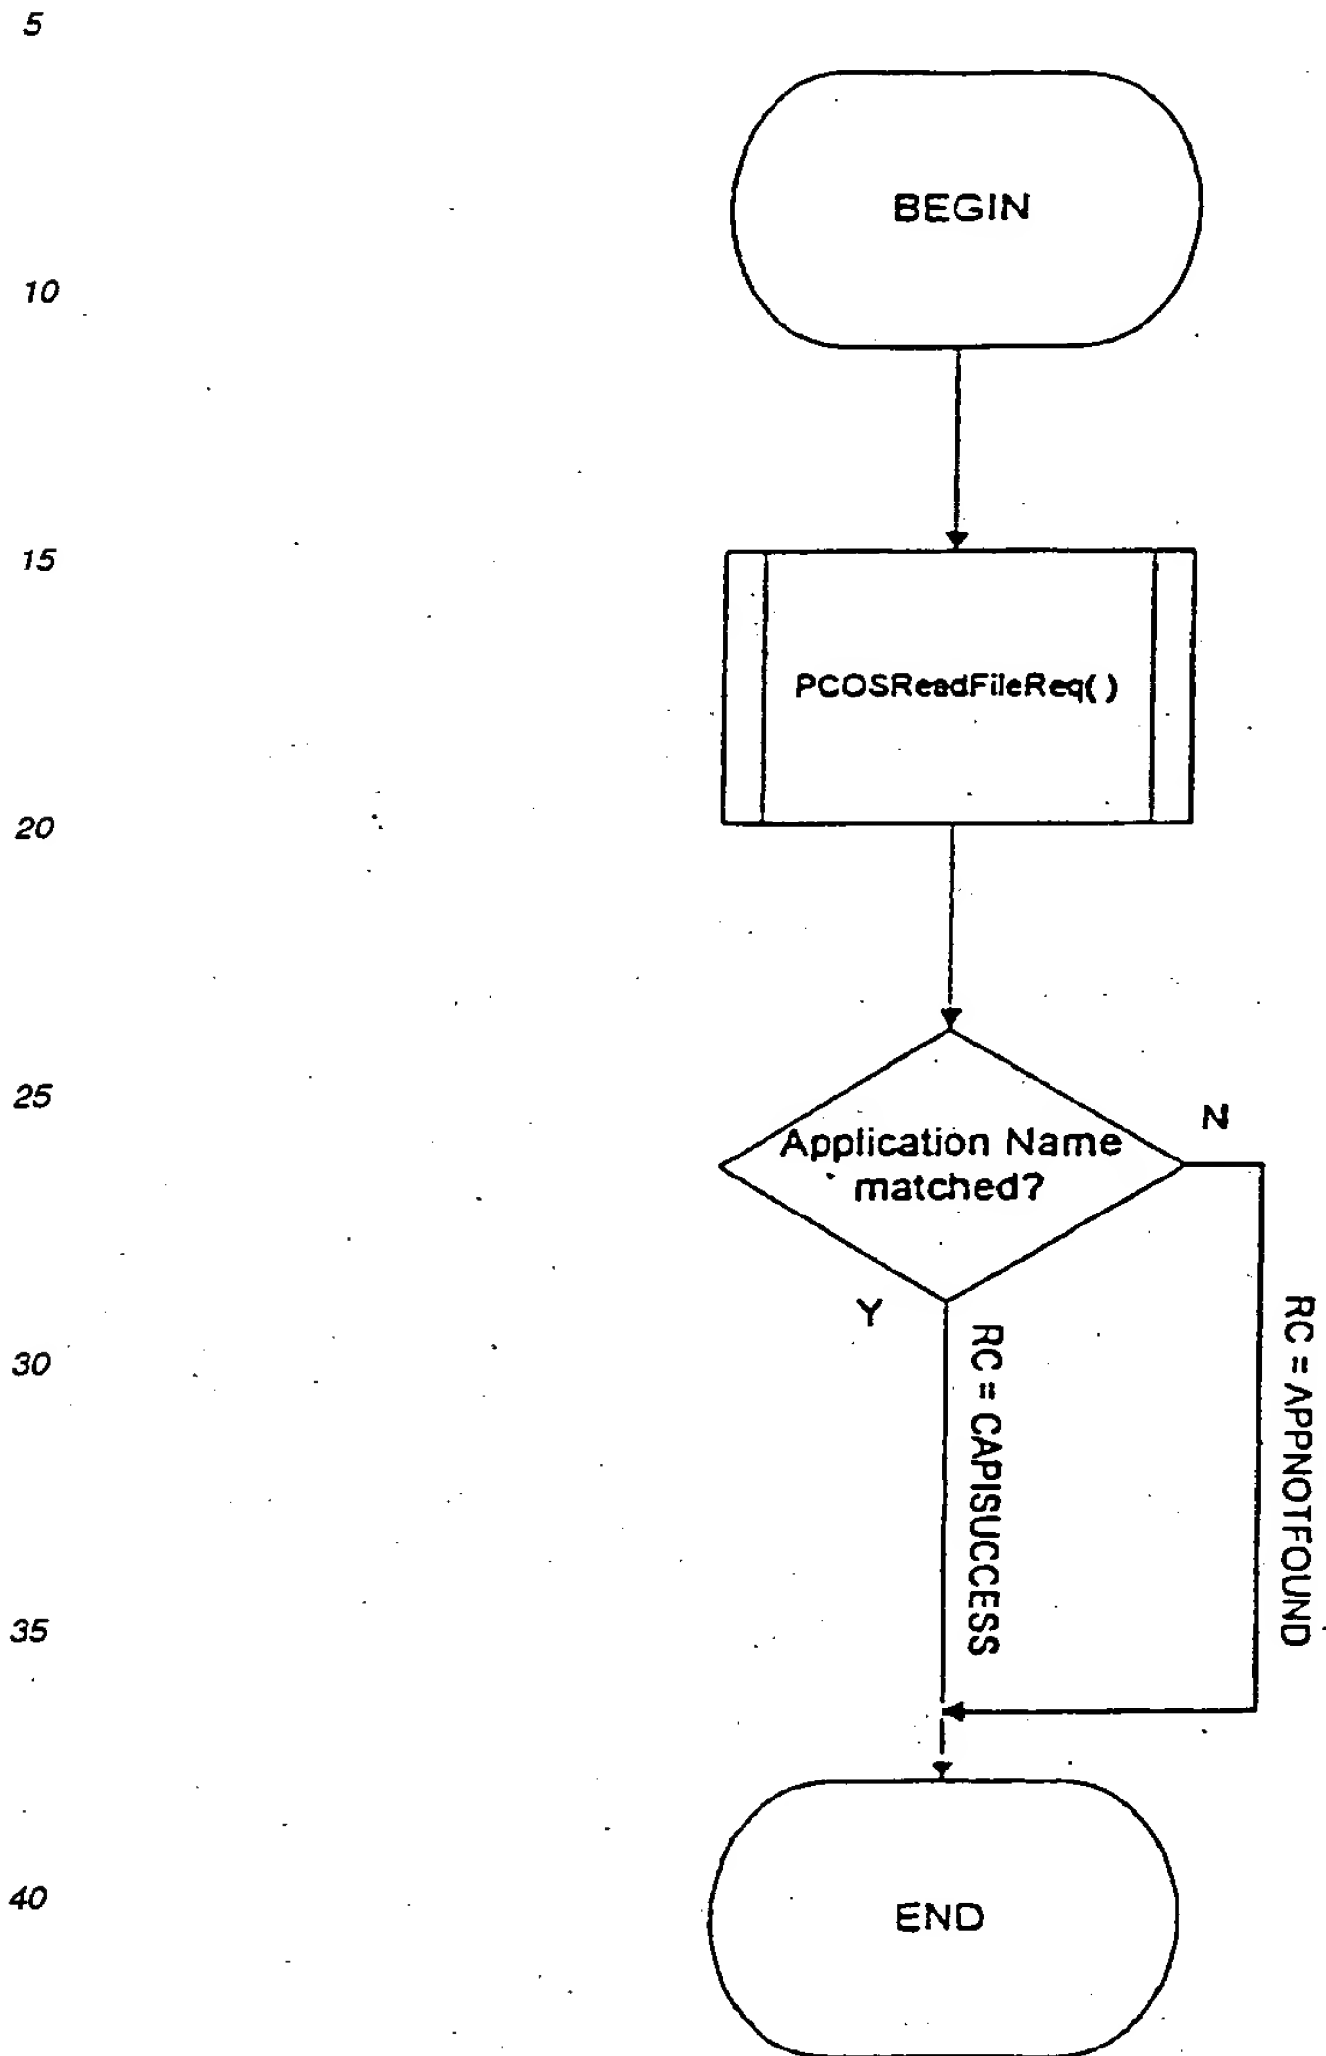 5
BEGIN
10
15
PCOSReadFileReq( )
20
25
N
Application Name
matched?
Y
30
RC = CAPISUCCESS
RC = APPNOTFOUND
35
40
END